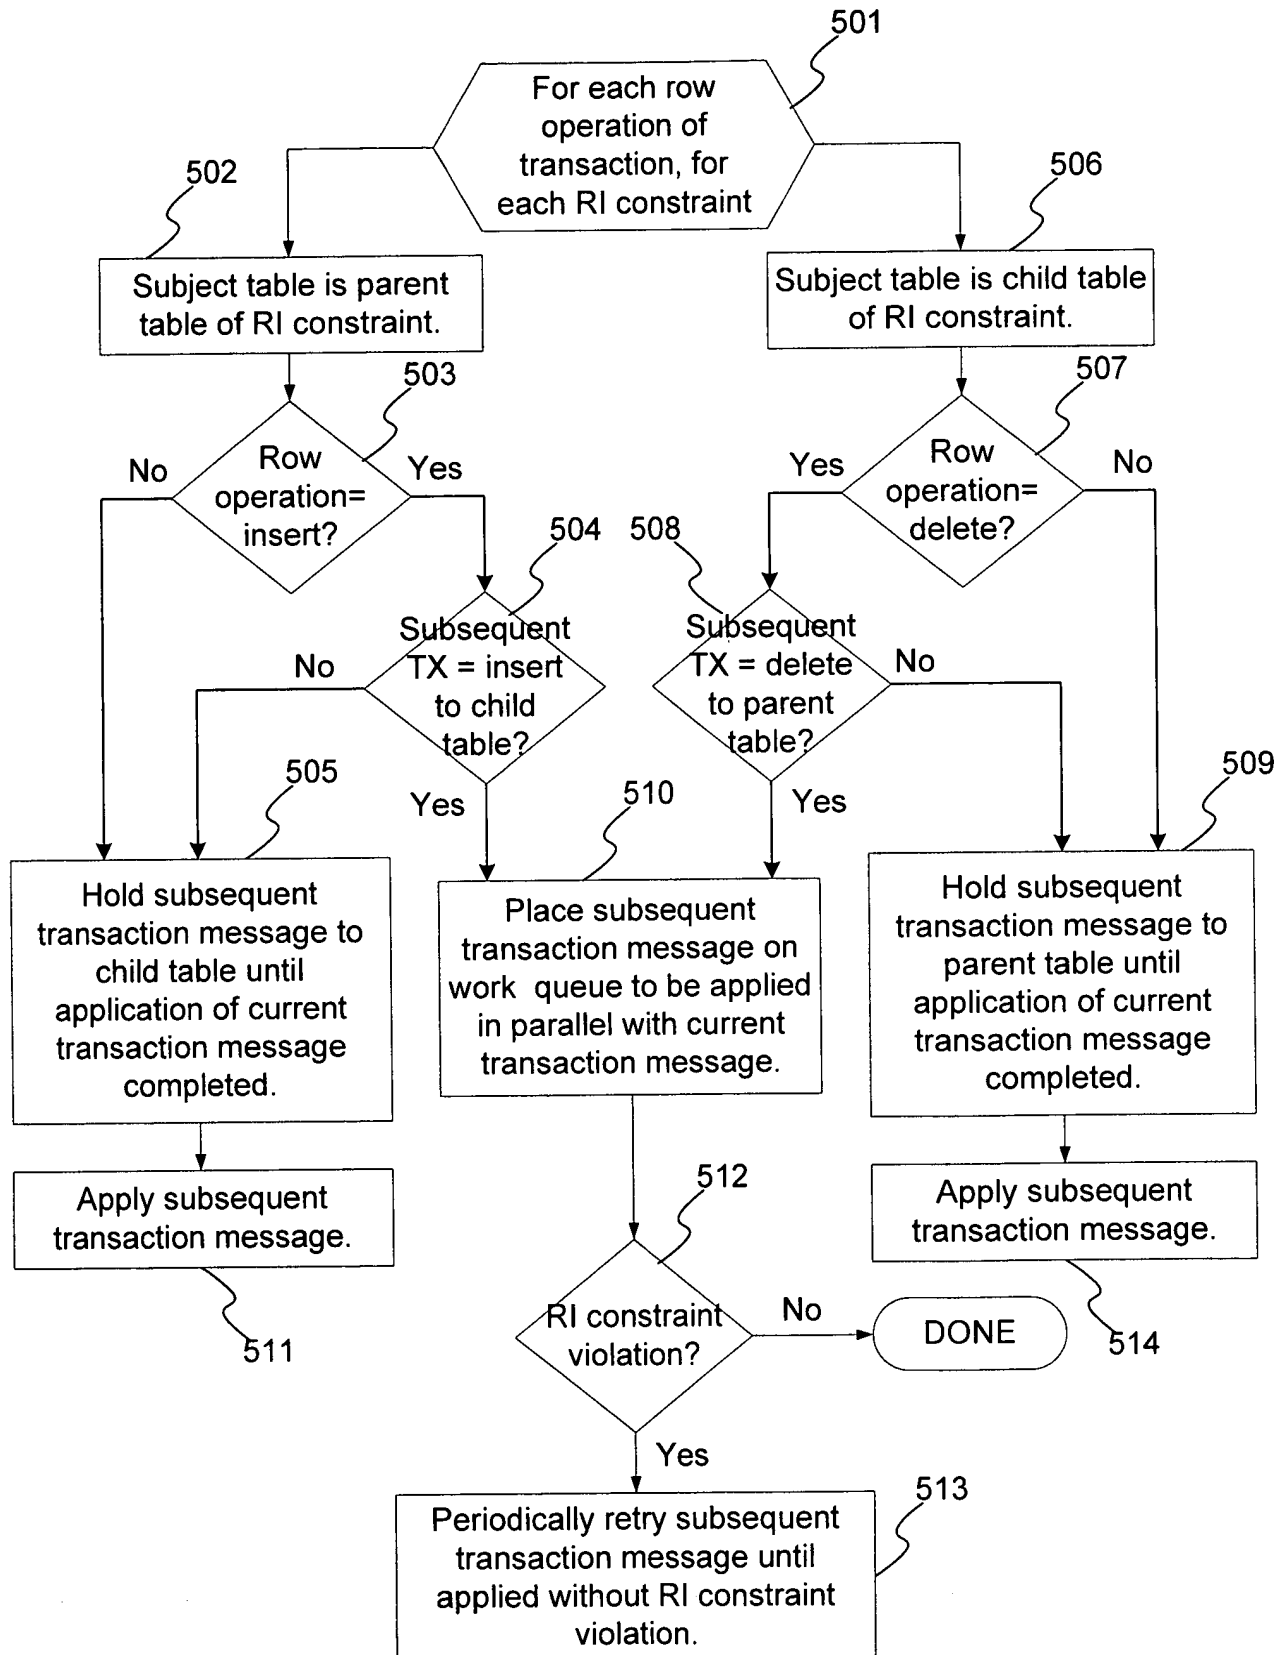 501
For each row
operation of
transaction, for
each RI constraint
502
506
Subject table is parent
table of RI constraint.
Subject table is child table
of RI constraint.
503
507
No
Row
operation=
insert?
Yes
Yes
Row
operation=
delete?
No
504
508
No
Subsequent
TX = insert
to child
table?
Subsequent
TX = delete
to parent
table?
No
505
Yes
510
Yes
509
Hold subsequent
transaction message to
child table until
application of current
transaction message
completed.
Place subsequent
transaction message on
work queue to be applied
in parallel with current
transaction message.
Hold subsequent
transaction message to
parent table until
application of current
transaction message
completed.
512
Apply subsequent
transaction message.
Apply subsequent
transaction message.
511
RI constraint
violation?
No
DONE
514
Yes
513
Periodically retry subsequent
transaction message until
applied without RI constraint
violation.